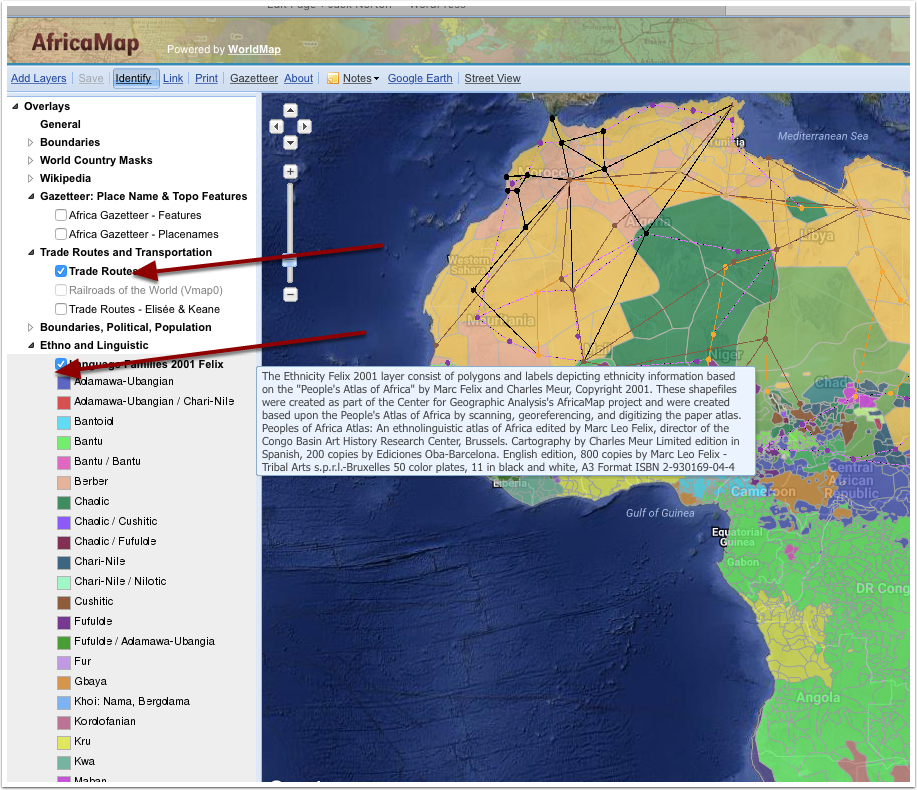 Edit Page ‹ Jack Norton — WordPress
AfricaMap
Powered by WorldMap
Add Layers Save Identify Link Print Gazetteer About Notes Google Earth Street View
Overlays
General
Boundaries
World Country Masks
Wikipedia
Gazetteer: Place Name & Topo Features
Africa Gazetteer - Features
Africa Gazetteer - Placenames
Trade Routes and Transportation
Trade Routes
Railroads of the World (Vmap0)
Trade Routes - Elisée & Keane
Boundaries, Political, Population
Ethno and Linguistic
Language Families 2001 Felix
Adamawa-Ubangian
Adamawa-Ubangian / Chari-Nile
Bantoid
Bantu
Bantu / Bantu
Berber
Chadic
Chadic / Cushitic
Chadic / Fufulde
Chari-Nile
Chari-Nile / Nilotic
Cushitic
Fufulde
Fufulde / Adamawa-Ubangia
Fur
Gbaya
Khoi: Nama, Bergdama
Kordofanian
Kru
Kwa
Maban
Mediterranean Sea
Tunisia
Morocco
Algeria
Libya
Western
Sahara
Mauritania
Mali
Niger
Chad
The Ethnicity Felix 2001 layer consist of polygons and labels depicting ethnicity information based
on the "People's Atlas of Africa" by Marc Felix and Charles Meur, Copyright 2001. These shapefiles
were created as part of the Center for Geographic Analysis's AfricaMap project and were created
based upon the People's Atlas of Africa by scanning, georeferencing, and digitizing the paper atlas.
Peoples of Africa Atlas: An ethnolinguistic atlas of Africa edited by Marc Leo Felix, director of the
Congo Basin Art History Research Center, Brussels. Cartography by Charles Meur Limited edition in
Spanish, 200 copies by Ediciones Oba-Barcelona. English edition, 800 copies by Marc Leo Felix -
Tribal Arts s.p.r.l.-Bruxelles 50 color plates, 11 in black and white, A3 Format ISBN 2-930169-04-4
Liberia
Central
African
Republic
Cameroon
Gulf of Guinea
Equatorial
Guinea
Gabon
DR Cong
Angola